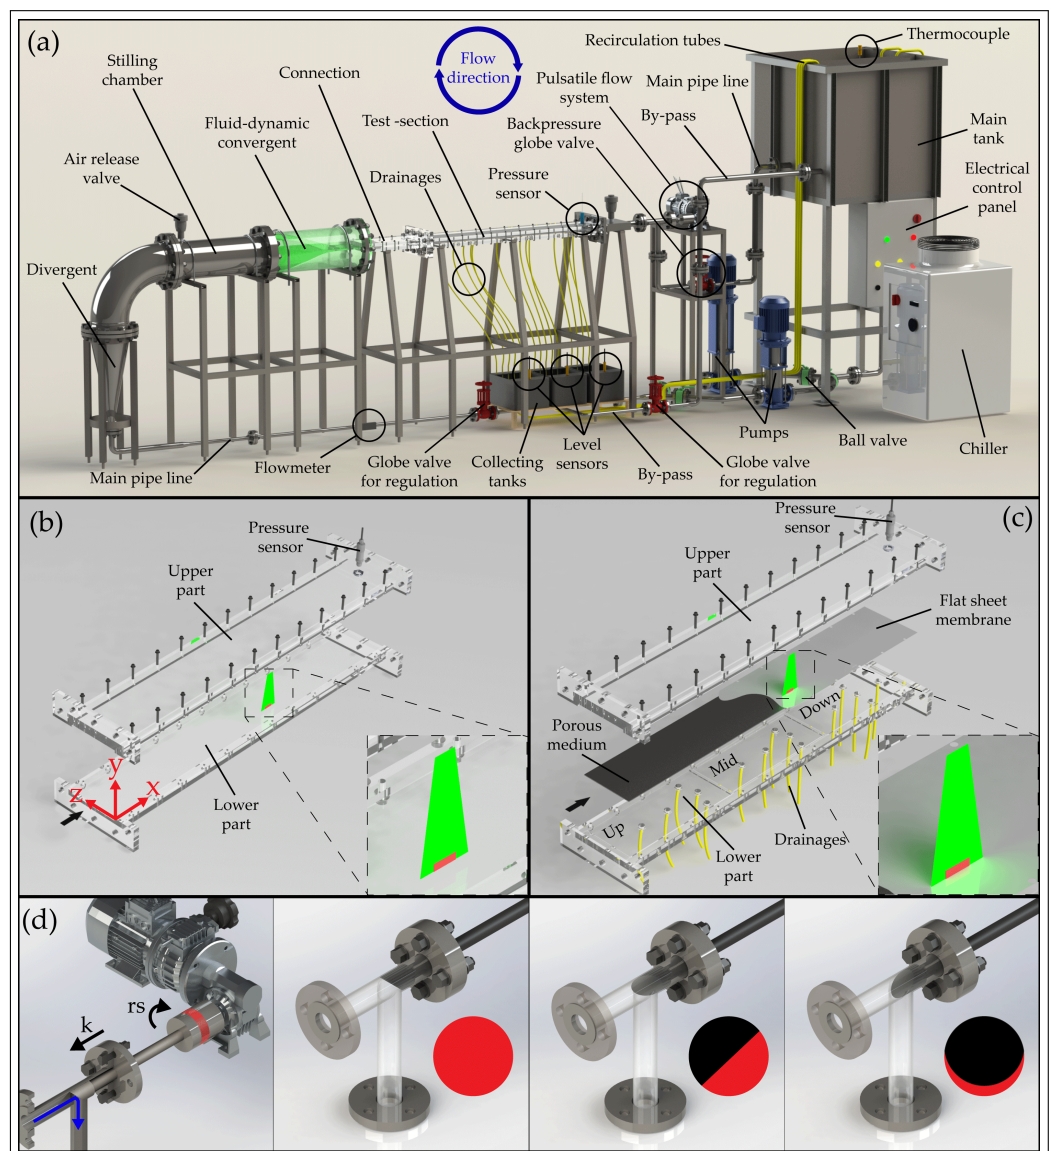 (a)
Stilling
chamber
Connection
Flow
direction
Recirculation tubes
Thermocouple
Air release
valve
Fluid-dynamic
convergent
Test -section
Drainages
Pulsatile flow
system
Backpressure
globe valve
Main pipe line
By-pass
Main
tank
Electrical
control
panel
Pressure
sensor
Divergent
Main pipe line
Flowmeter
Globe valve
for regulation
Collecting
tanks
Level
sensors
By-pass
Globe valve
for regulation
Pumps
Ball valve
Chiller
(b)
Pressure
sensor
Upper
part
y
z
x
Lower
part
(c)
Pressure
sensor
Upper
part
Flat sheet
membrane
Porous
medium
Down
Mid
Up
Lower
part
Drainages
(d)
rs
k